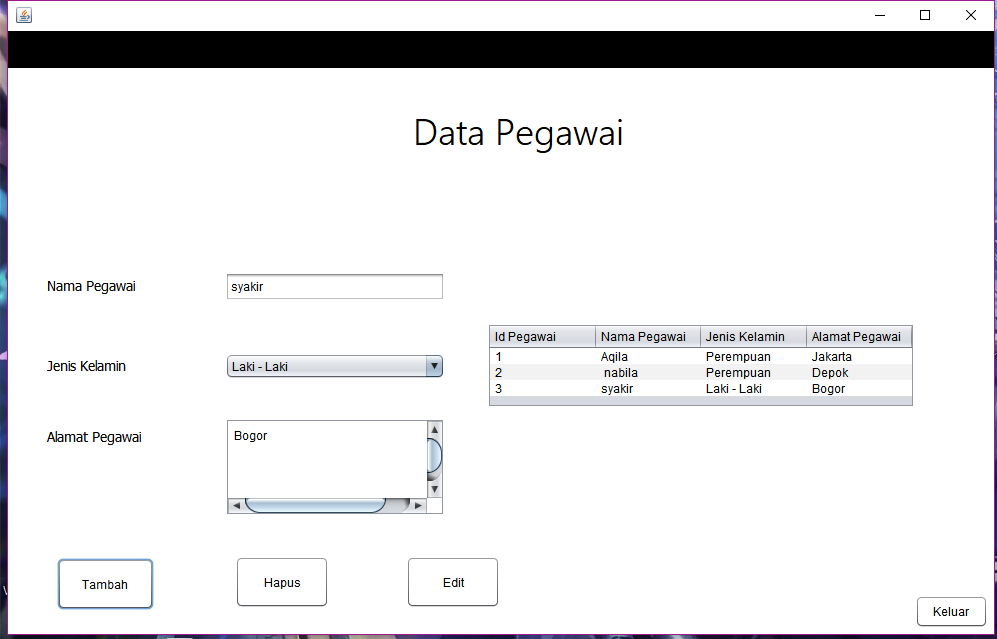 Data Pegawai
Nama Pegawai syakir
Jenis Kelamin Laki - Laki
Alamat Pegawai Bogor
Id Pegawai Nama Pegawai Jenis Kelamin Alamat Pegawai
1 Aqila Perempuan Jakarta
2 nabila Perempuan Depok
3 syakir Laki - Laki Bogor
Tambah Hapus Edit
Keluar